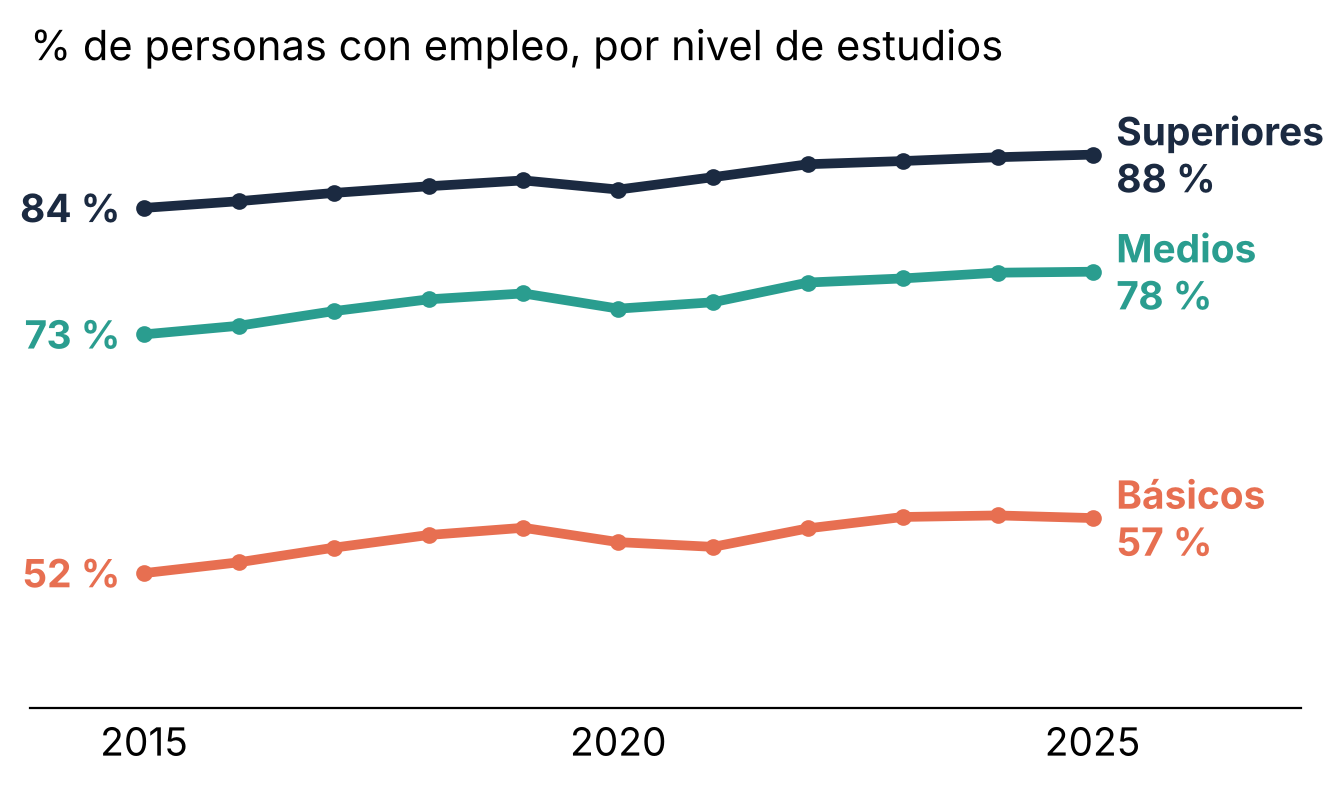 % de personas con empleo, por nivel de estudios
Superiores
84 %
88 %
Medios
73 %
78 %
Básicos
52 %
57 %
2015 2020 2025